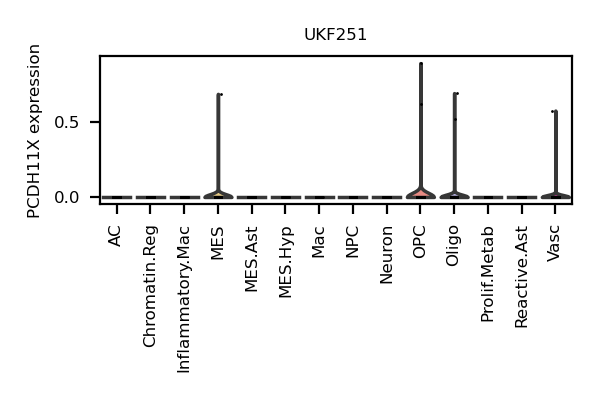 UKF251
PCDH11X expression
0.5
0.0
AC
Chromatin.Reg
Inflammatory.Mac
MES
MES.Ast
MES.Hyp
Mac
NPC
Neuron
OPC
Oligo
Prolif.Metab
Reactive.Ast
Vasc